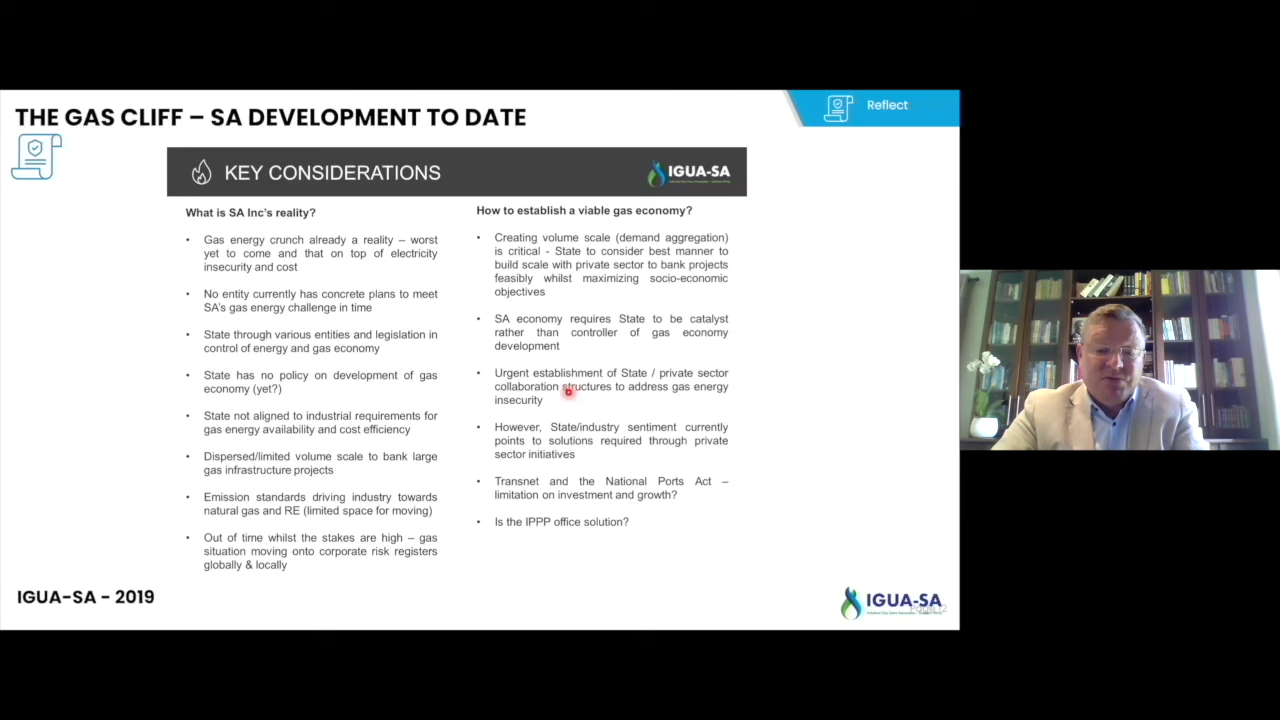 THE GAS CLIFF – SA DEVELOPMENT TO DATE
Reflect
KEY CONSIDERATIONS
IGUA-SA
What is SA Inc's reality?
• Gas energy crunch already a reality – worst
yet to come and that on top of electricity
insecurity and cost
• No entity currently has concrete plans to meet
SA's gas energy challenge in time
• State through various entities and legislation in
control of energy and gas economy
• State has no policy on development of gas
economy (yet?)
• State not aligned to industrial requirements for
gas energy availability and cost efficiency
• Dispersed/limited volume scale to bank large
gas infrastructure projects
• Emission standards driving industry towards
natural gas and RE (limited space for moving)
• Out of time whilst the stakes are high – gas
situation moving onto corporate risk registers
globally & locally
How to establish a viable gas economy?
• Creating volume scale (demand aggregation)
is critical - State to consider best manner to
build scale with private sector to bank projects
feasibly whilst maximizing socio-economic
objectives
• SA economy requires State to be catalyst
rather than controller of gas economy
development
• Urgent establishment of State / private sector
collaboration structures to address gas energy
insecurity
• However, State/industry sentiment currently
points to solutions required through private
sector initiatives
• Transnet and the National Ports Act –
limitation on investment and growth?
• Is the IPPP office solution?
IGUA-SA - 2019
IGUA-SA